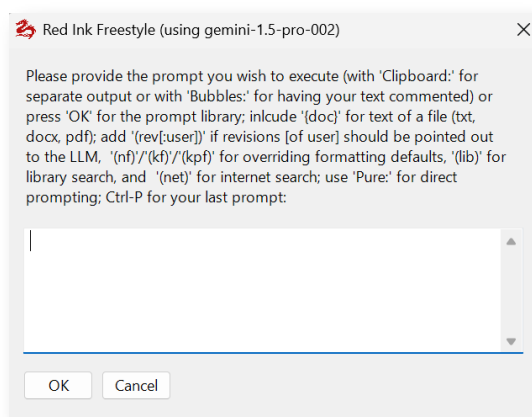 Red Ink Freestyle (using gemini-1.5-pro-002)
Please provide the prompt you wish to execute (with 'Clipboard:' for
separate output or with 'Bubbles:' for having your text commented) or
press 'OK' for the prompt library; inlcude '{doc}' for text of a file (txt,
docx, pdf); add '(rev[:user])' if revisions [of user] should be pointed out
to the LLM, '(nf)'/'(kf)'/'(kpf)' for overriding formatting defaults, '(lib)' for
library search, and '(net)' for internet search; use 'Pure:' for direct
prompting; Ctrl-P for your last prompt:
OK Cancel